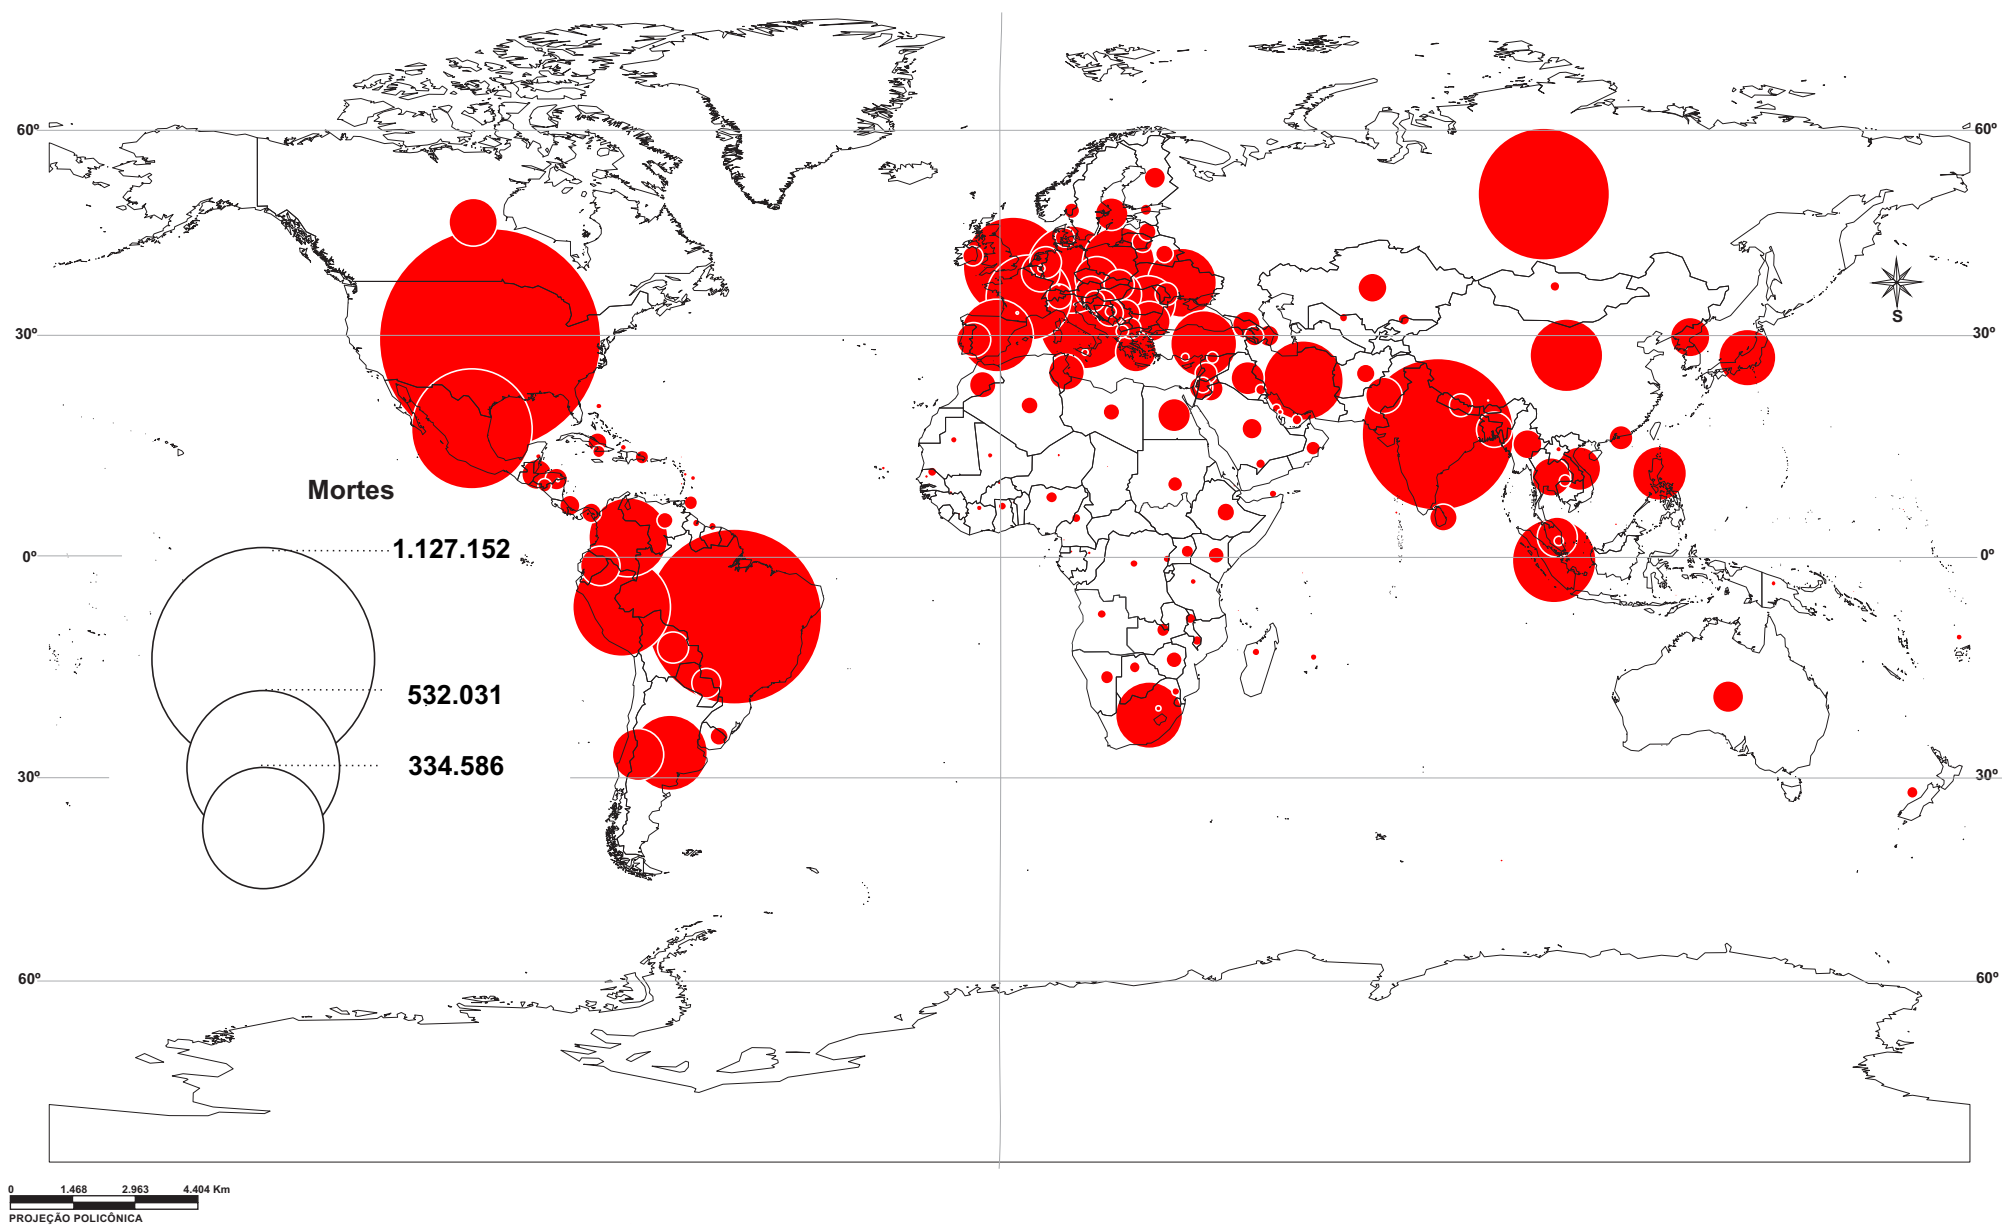 60º
60º
S
30º
30º
Mortes
1.127.152
0º
0º
532.031
334.586
30º
30º
60º
60º
0 1.468 2.963 4.404 Km
PROJEÇÃO POLICÔNICA